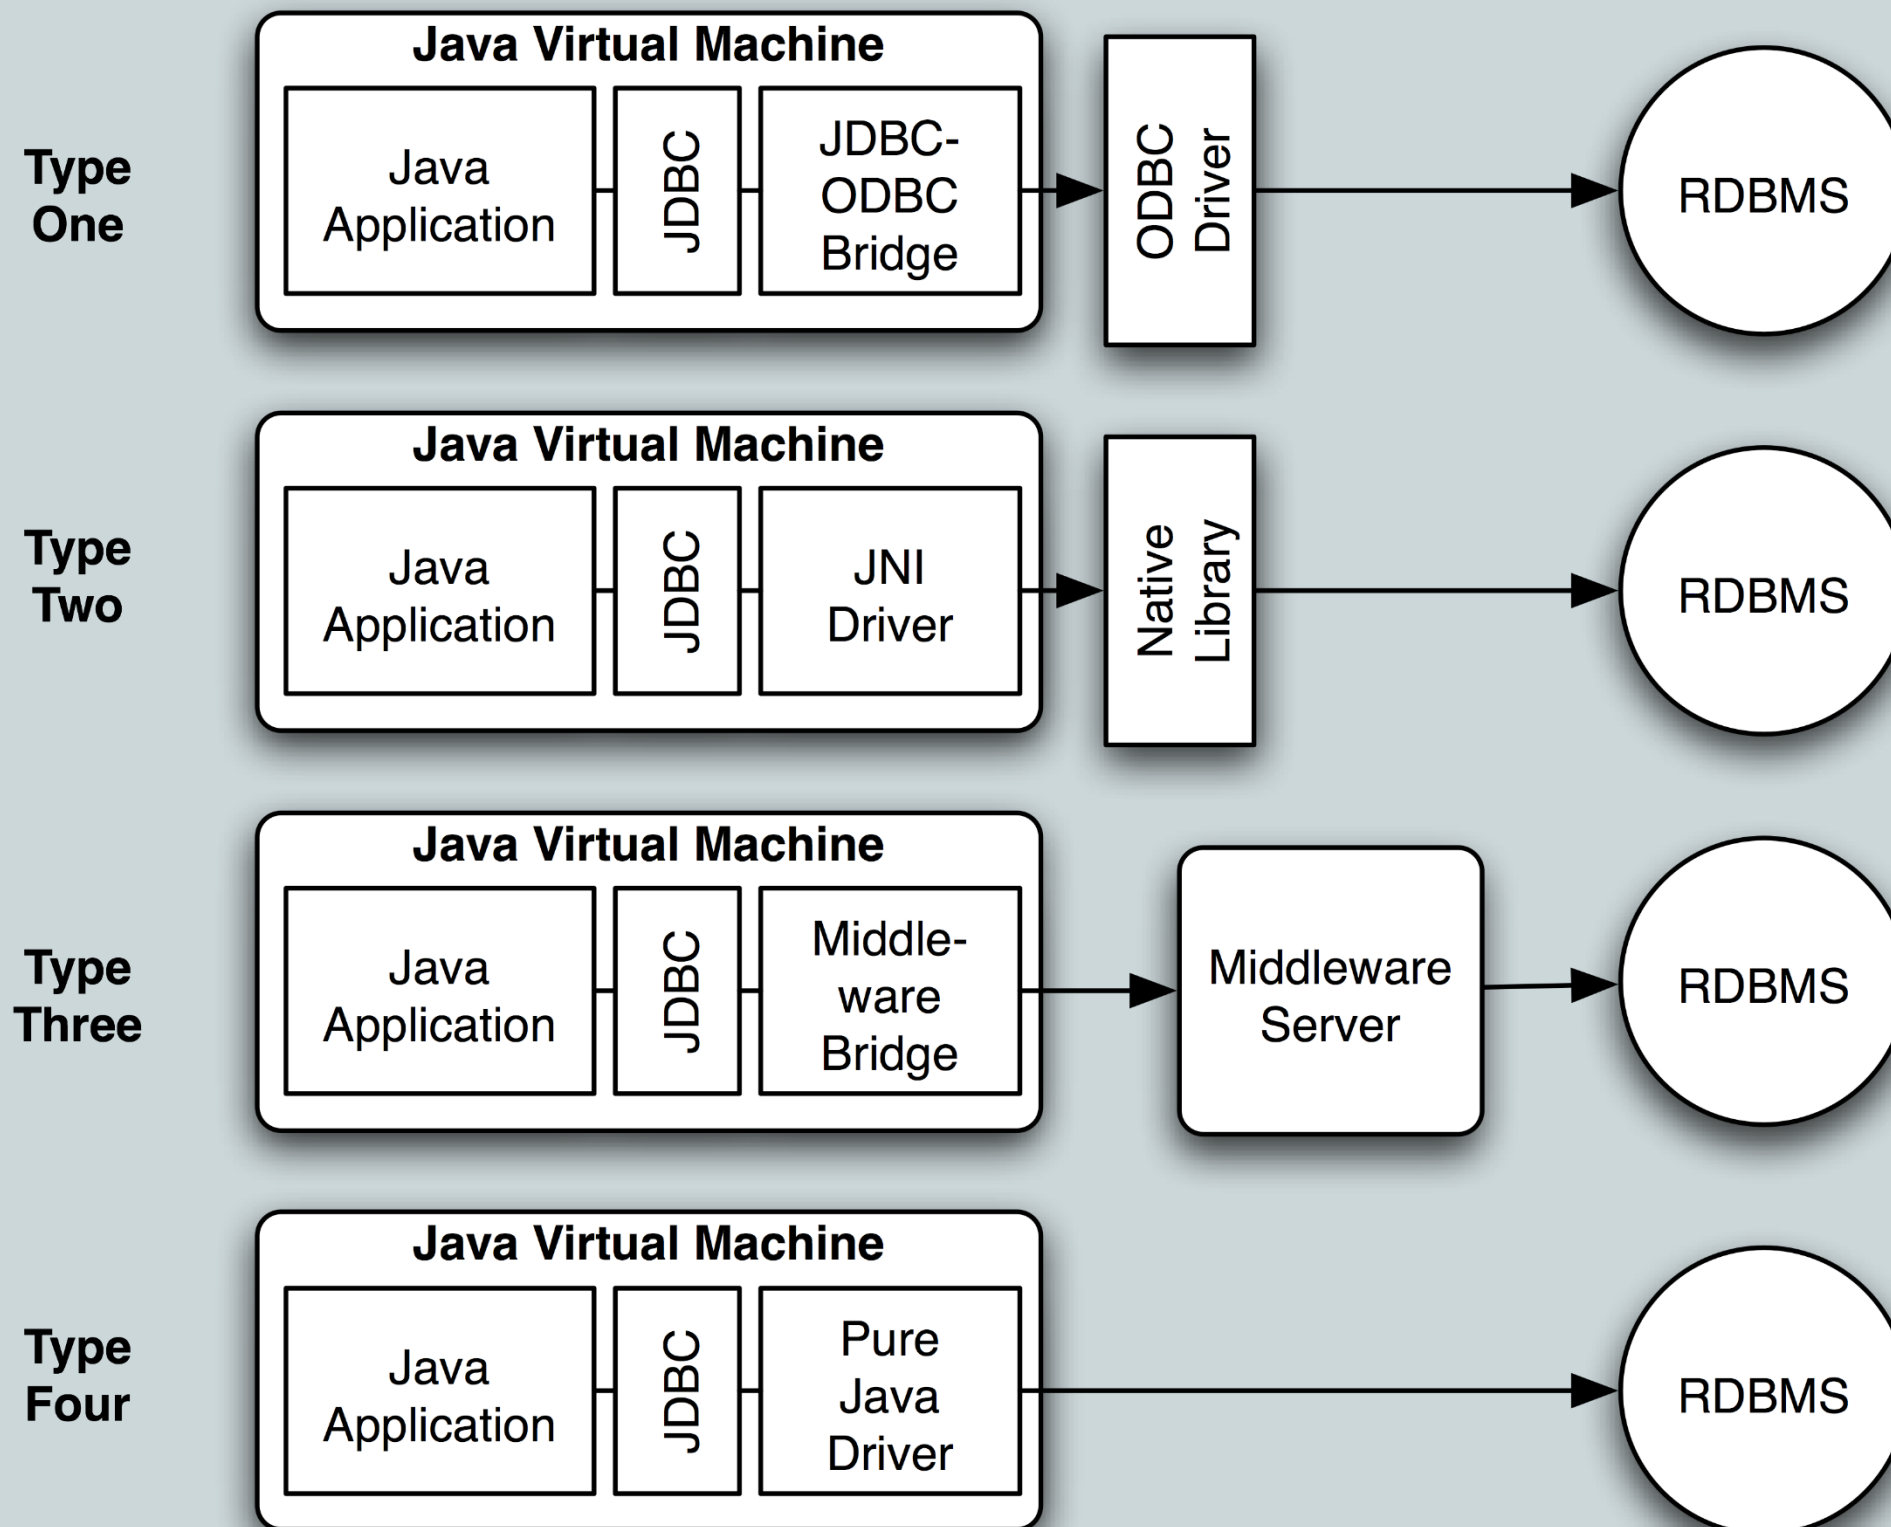 Type
One
Java Virtual Machine
Java
Application
JDBC
JDBC-
ODBC
Bridge
ODBC
Driver
RDBMS
Type
Two
Java Virtual Machine
Java
Application
JDBC
JNI
Driver
Native
Library
RDBMS
Type
Three
Java Virtual Machine
Java
Application
JDBC
Middle-
ware
Bridge
Middleware
Server
RDBMS
Type
Four
Java Virtual Machine
Java
Application
JDBC
Pure
Java
Driver
RDBMS